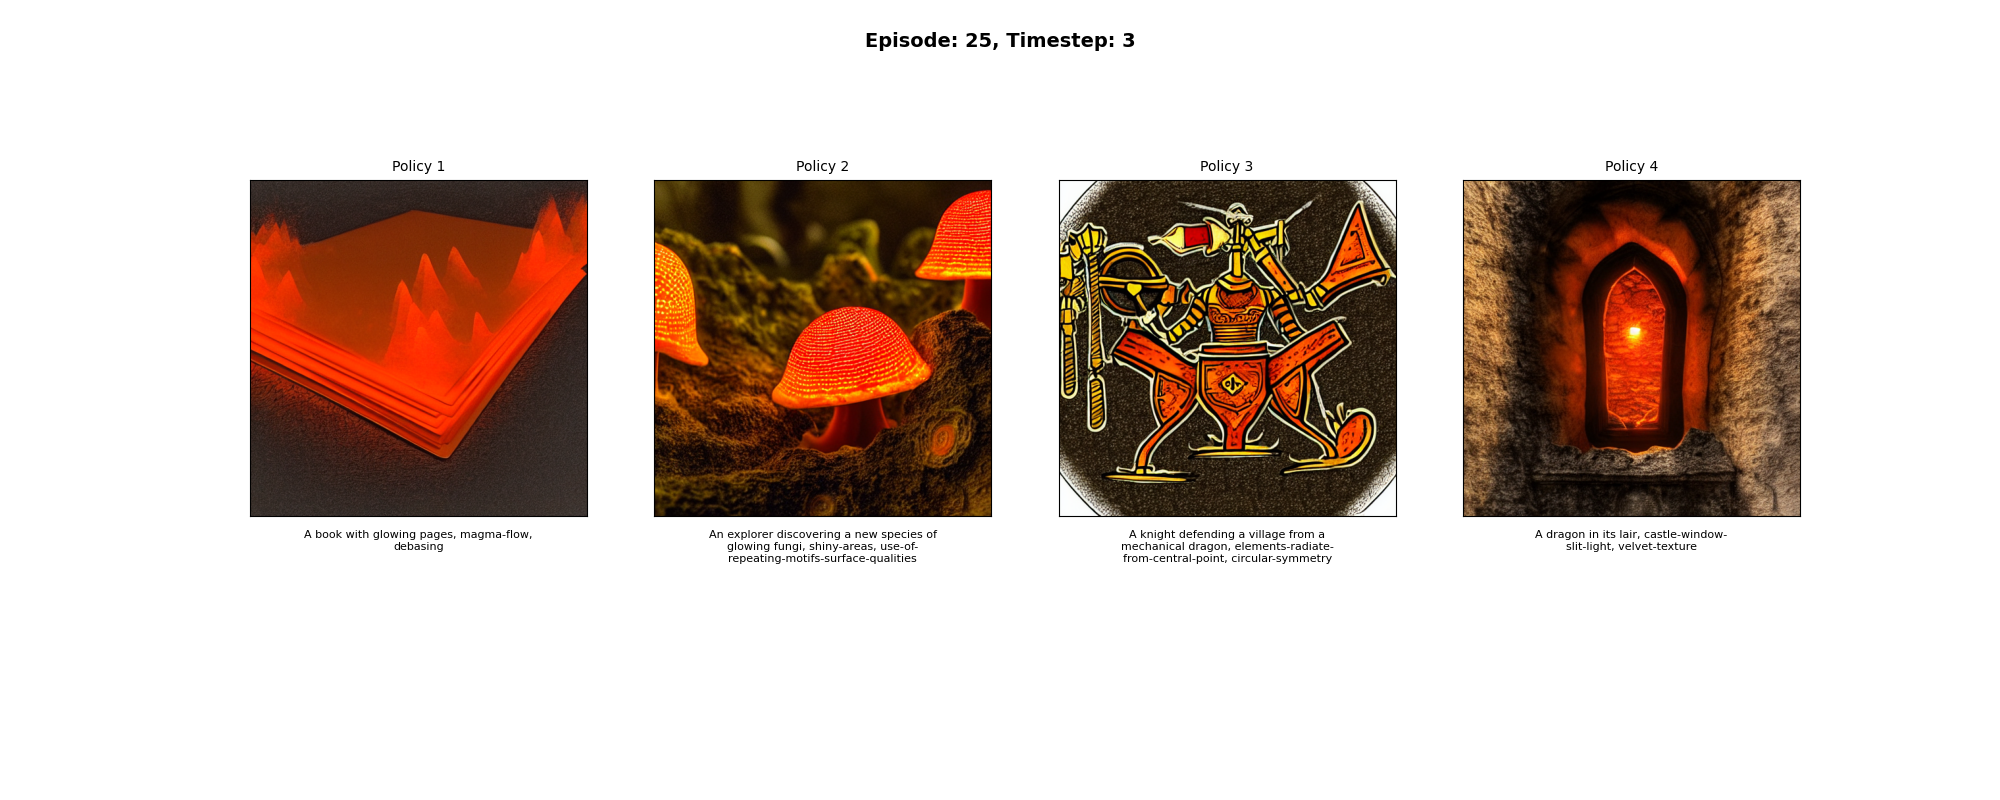 Episode: 25, Timestep: 3
Policy 1
Policy 2
Policy 3
Policy 4
A book with glowing pages, magma-flow,
debasing
An explorer discovering a new species of
glowing fungi, shiny-areas, use-of-
repeating-motifs-surface-qualities
A knight defending a village from a
mechanical dragon, elements-radiate-
from-central-point, circular-symmetry
A dragon in its lair, castle-window-
slit-light, velvet-texture